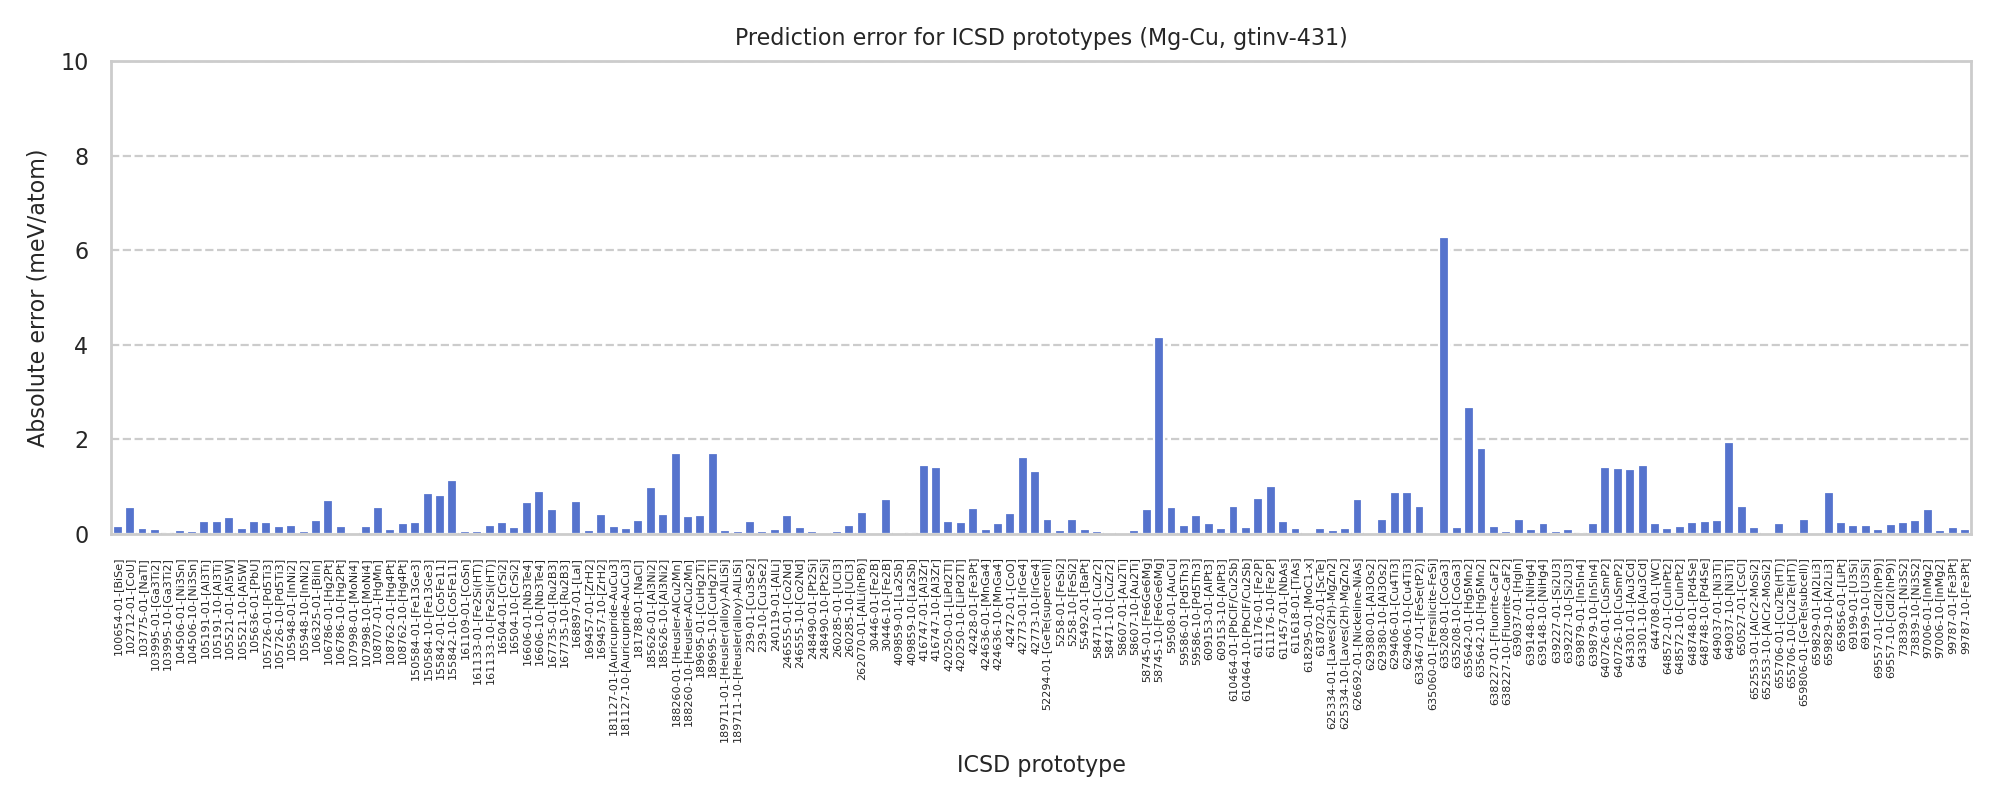 Prediction error for ICSD prototypes (Mg-Cu, gtinv-431)
Absolute error (meV/atom)
10
8
6
4
2
0
100654-01-[BiSe]
102712-01-[CoU]
103775-01-[NaTl]
103995-01-[Ga3Ti2]
103995-10-[Ga3Ti2]
104506-01-[Ni3Sn]
104506-10-[Ni3Sn]
105191-01-[Al3Ti]
105191-10-[Al3Ti]
105521-01-[Al5W]
105521-10-[Al5W]
105636-01-[PbU]
105726-01-[Pd5Ti3]
105726-10-[Pd5Ti3]
105948-01-[InNi2]
105948-10-[InNi2]
106325-01-[BiIn]
106786-01-[Hg2Pt]
106786-10-[Hg2Pt]
107998-01-[MoNi4]
107998-10-[MoNi4]
108707-01-[HgMn]
108762-01-[Hg4Pt]
108762-10-[Hg4Pt]
150584-01-[Fe13Ge3]
150584-10-[Fe13Ge3]
155842-01-[Co5Fe11]
155842-10-[Co5Fe11]
161109-01-[CoSn]
161133-01-[Fe2Si(HT)]
161133-10-[Fe2Si(HT)]
16504-01-[CrSi2]
16504-10-[CrSi2]
16606-01-[Nb3Te4]
16606-10-[Nb3Te4]
167735-01-[Ru2B3]
167735-10-[Ru2B3]
168897-01-[LaI]
169457-01-[ZrH2]
169457-10-[ZrH2]
181127-01-[Auricupride-AuCu3]
181127-10-[Auricupride-AuCu3]
181788-01-[NaCl]
185626-01-[Al3Ni2]
185626-10-[Al3Ni2]
188260-01-[Heusler-AlCu2Mn]
188260-10-[Heusler-AlCu2Mn]
189695-01-[CuHg2Ti]
189695-10-[CuHg2Ti]
189711-01-[Heusler(alloy)-AlLiSi]
189711-10-[Heusler(alloy)-AlLiSi]
239-01-[Cu3Se2]
239-10-[Cu3Se2]
240119-01-[AlLi]
246555-01-[Co2Nd]
246555-10-[Co2Nd]
248490-01-[Pt2Si]
248490-10-[Pt2Si]
260285-01-[UCl3]
260285-10-[UCl3]
262070-01-[AlLi(hP8)]
30446-01-[Fe2B]
30446-10-[Fe2B]
409859-01-[La2Sb]
409859-10-[La2Sb]
416747-01-[Al3Zr]
416747-10-[Al3Zr]
420250-01-[LiPd2Tl]
420250-10-[LiPd2Tl]
42428-01-[Fe3Pt]
424636-01-[MnGa4]
424636-10-[MnGa4]
42472-01-[CoO]
42773-01-[IrGe4]
42773-10-[IrGe4]
52294-01-[GeTe(supercell)]
5258-01-[FeSi2]
5258-10-[FeSi2]
55492-01-[BaPt]
58471-01-[CuZr2]
58471-10-[CuZr2]
58607-01-[Au2Ti]
58607-10-[Au2Ti]
58745-01-[Fe6Ge6Mg]
58745-10-[Fe6Ge6Mg]
59508-01-[AuCu]
59586-01-[Pd5Th3]
59586-10-[Pd5Th3]
609153-01-[AlPt3]
609153-10-[AlPt3]
610464-01-[PbClF/Cu2Sb]
610464-10-[PbClF/Cu2Sb]
611176-01-[Fe2P]
611176-10-[Fe2P]
611457-01-[NbAs]
611618-01-[TiAs]
618295-01-[MoC1-x]
618702-01-[ScTe]
625334-01-[Laves(2H)-MgZn2]
625334-10-[Laves(2H)-MgZn2]
626692-01-[Nickeline-NiAs]
629380-01-[Al3Os2]
629380-10-[Al3Os2]
629406-01-[Cu4Ti3]
629406-10-[Cu4Ti3]
633467-01-[FeSe(tP2)]
635060-01-[Fersilicite-FeSi]
635208-01-[CoGa3]
635208-10-[CoGa3]
635642-01-[Hg5Mn2]
635642-10-[Hg5Mn2]
638227-01-[Fluorite-CaF2]
638227-10-[Fluorite-CaF2]
639037-01-[HgIn]
639148-01-[NiHg4]
639148-10-[NiHg4]
639227-01-[Si2U3]
639227-10-[Si2U3]
639879-01-[In5In4]
639879-10-[In5In4]
640726-01-[CuSmP2]
640726-10-[CuSmP2]
643301-01-[Au3Cd]
643301-10-[Au3Cd]
644708-01-[WC]
648572-01-[CuInPt2]
648572-10-[CuInPt2]
648748-01-[Pd4Se]
648748-10-[Pd4Se]
649037-01-[Ni3Ti]
649037-10-[Ni3Ti]
650527-01-[CsCl]
652553-01-[AlCr2-MoSi2]
652553-10-[AlCr2-MoSi2]
655706-01-[Cu2Te(HT)]
655706-10-[Cu2Te(HT)]
659806-01-[GeTe(subcell)]
659829-01-[Al2Li3]
659829-10-[Al2Li3]
659856-01-[LiPt]
69199-01-[U3Si]
69199-10-[U3Si]
69557-01-[CdI2(hP9)]
69557-10-[CdI2(hP9)]
73839-01-[Ni3S2]
73839-10-[Ni3S2]
97006-01-[InMg2]
97006-10-[InMg2]
99787-01-[Fe3Pt]
99787-10-[Fe3Pt]
ICSD prototype